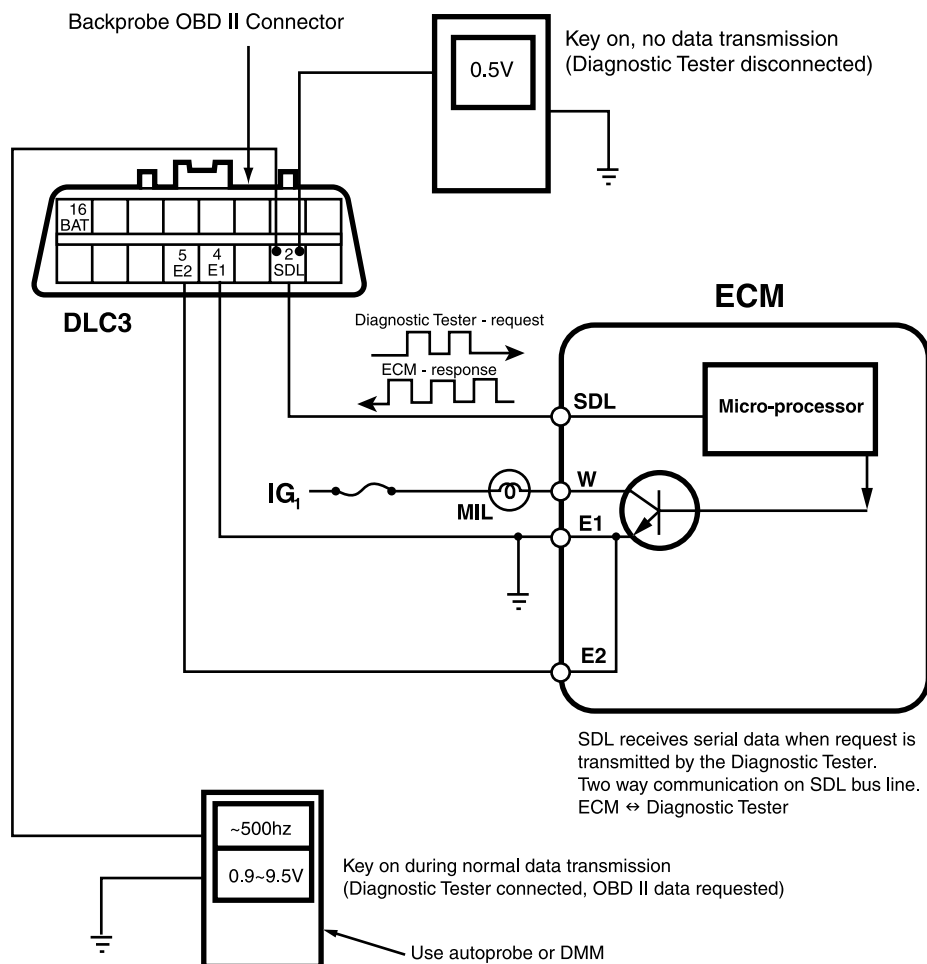 Backprobe OBD II Connector
0.5V
Key on, no data transmission
(Diagnostic Tester disconnected)
16
BAT
5
E2
4
E1
2
SDL
DLC3
Diagnostic Tester - request
ECM - response
ECM
SDL
Micro-processor
IG1
MIL
W
E1
E2
SDL receives serial data when request is
transmitted by the Diagnostic Tester.
Two way communication on SDL bus line.
ECM ↔ Diagnostic Tester
~500hz
0.9~9.5V
Key on during normal data transmission
(Diagnostic Tester connected, OBD II data requested)
Use autoprobe or DMM